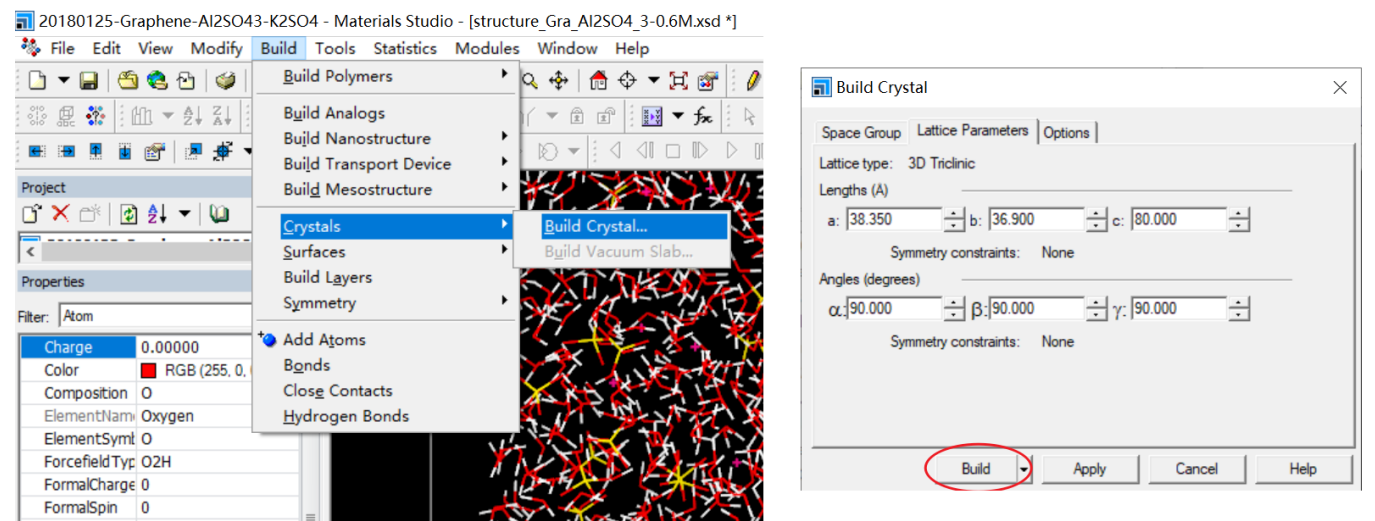 20180125-Graphene-Al2SO43-K2SO4 - Materials Studio - [structure_Gra_Al2SO4_3-0.6M.xsd *]
File Edit View Modify Build Tools Statistics Modules Window Help
Build Polymers
Build Analogs
Build Nanostructure
Build Transport Device
Build Mesostructure
Crystals
Surfaces
Build Layers
Symmetry
Add Atoms
Bonds
Close Contacts
Hydrogen Bonds
Build Crystal...
Build Vacuum Slab...
Project
Properties
Filter: Atom
Charge 0.00000
Color RGB (255, 0,
Composition O
ElementNam Oxygen
ElementSymb O
ForcefieldTyp O2H
FormalCharge 0
FormalSpin 0
Build Crystal
Space Group Lattice Parameters Options
Lattice type: 3D Triclinic
Lengths (A)
a: 38.350 b: 36.900 c: 80.000
Symmetry constraints: None
Angles (degrees)
α: 90.000 β: 90.000 γ: 90.000
Symmetry constraints: None
Build Apply Cancel Help